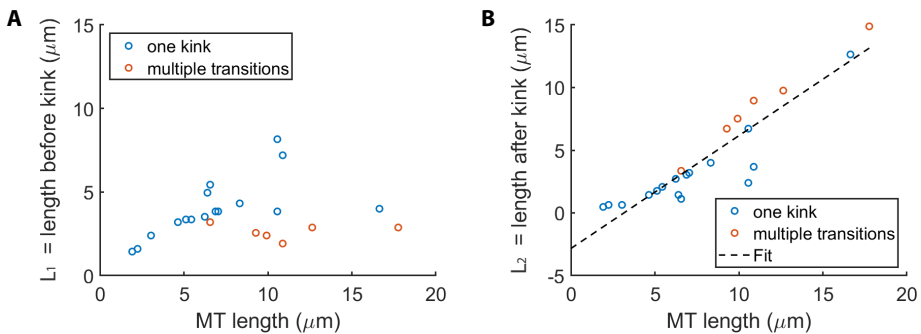 A
L₁ = length before kink (μm)
15
10
5
0
one kink
multiple transitions
0 5 10 15 20
MT length (μm)
B
L₂ = length after kink (μm)
15
10
5
0
-5
one kink
multiple transitions
Fit
0 5 10 15 20
MT length (μm)